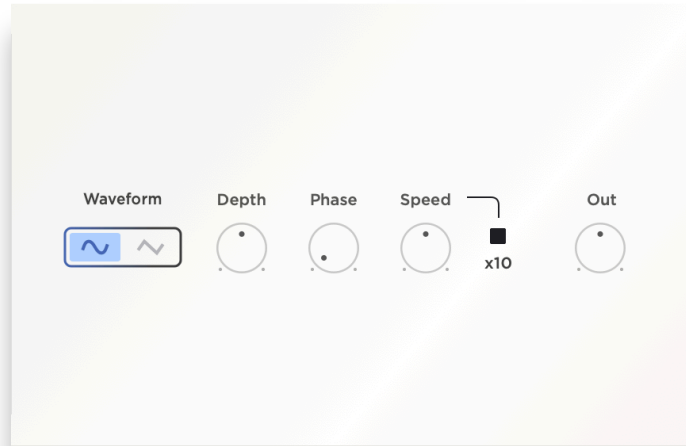 Waveform
Depth
Phase
Speed
Out
x10